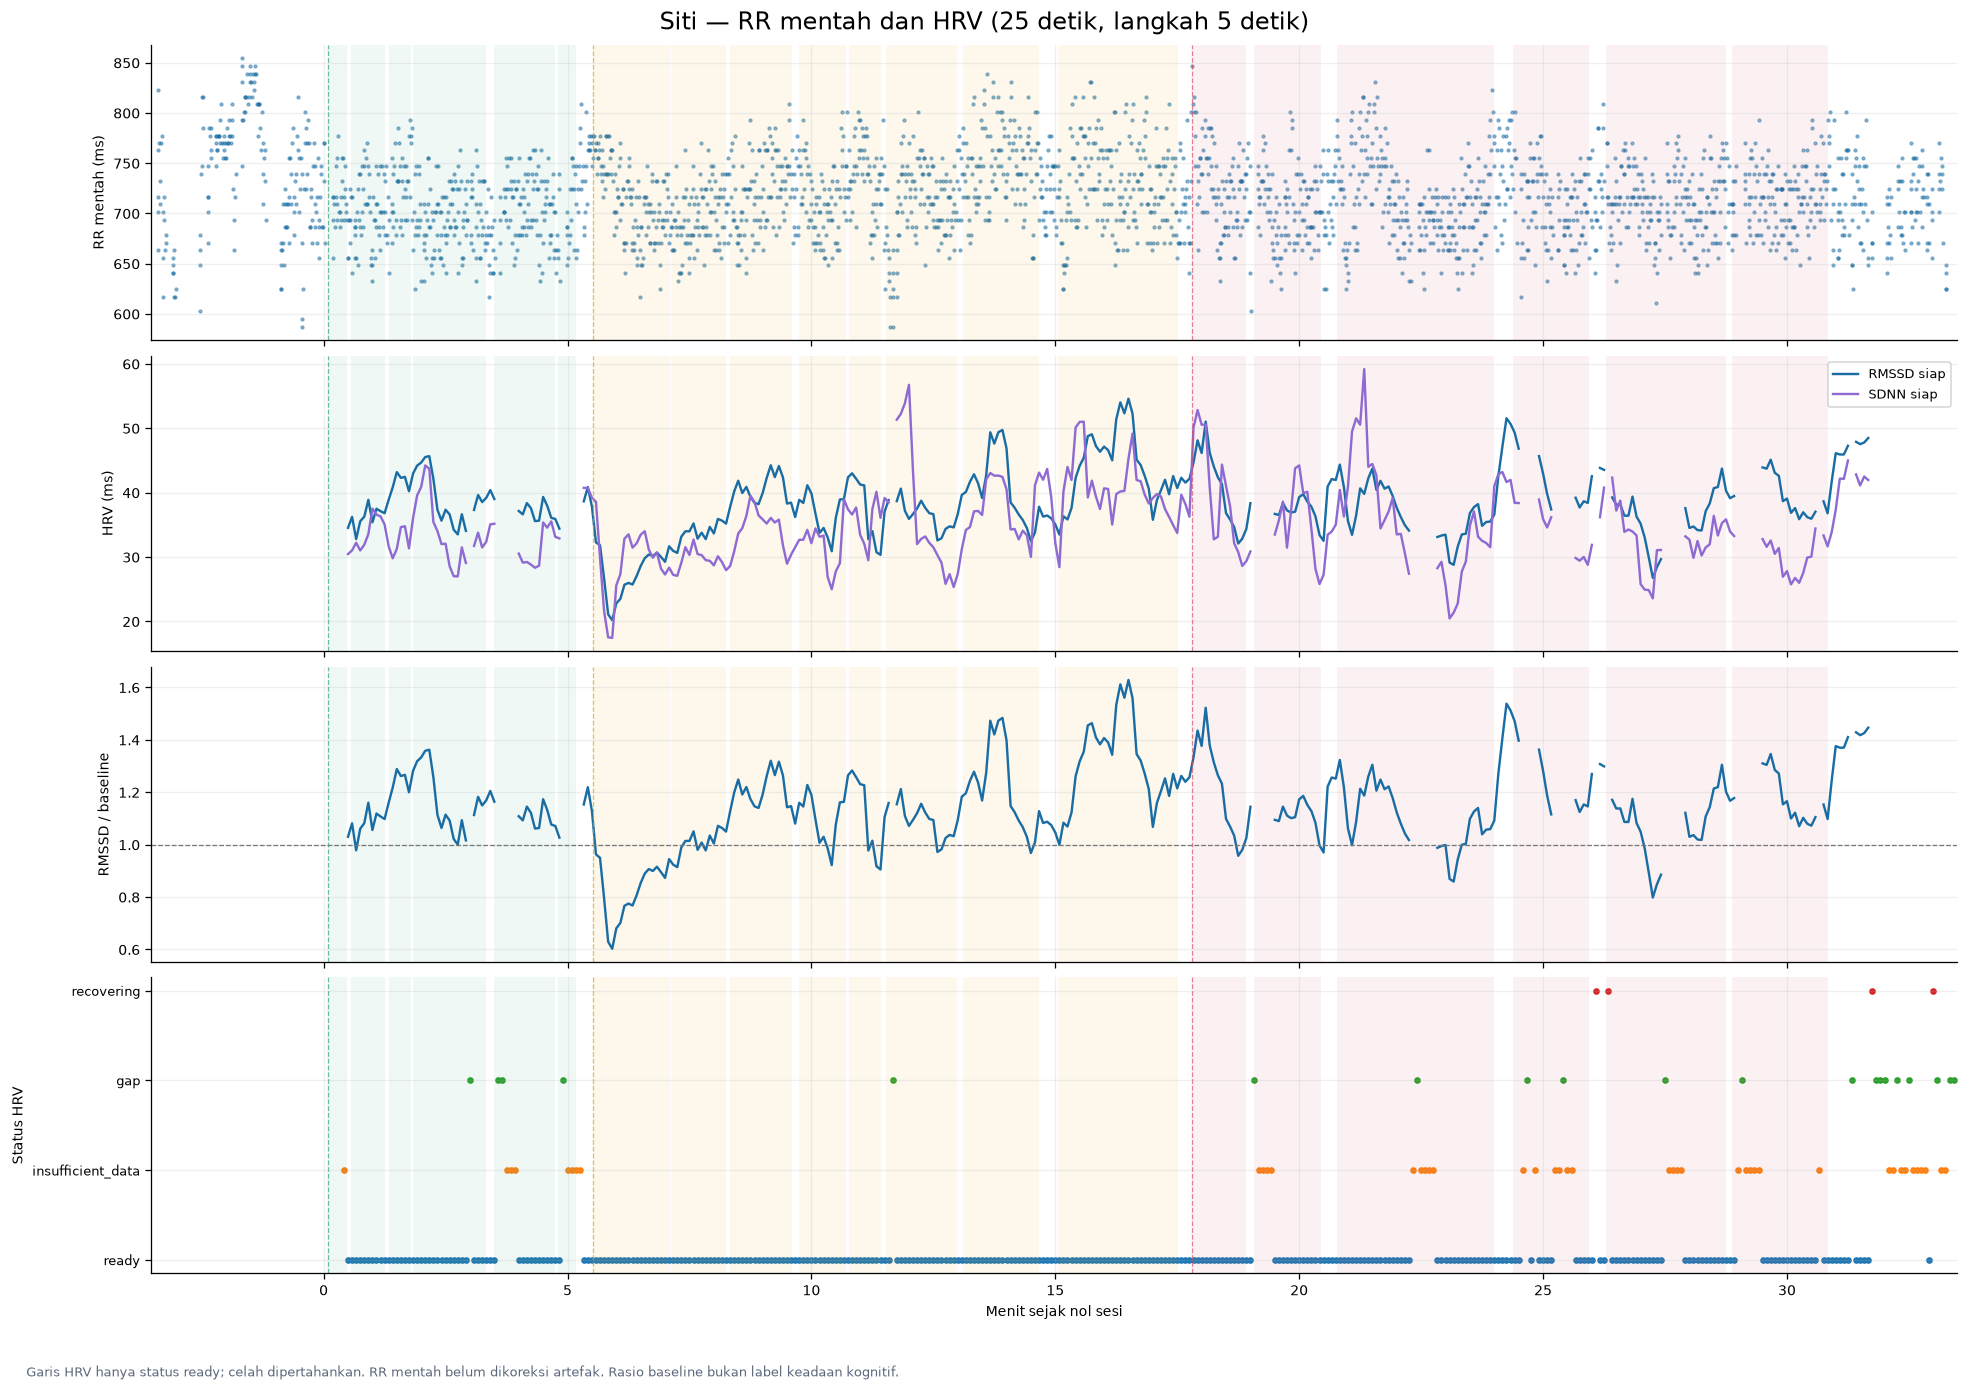 Siti — RR mentah dan HRV (25 detik, langkah 5 detik)
RR mentah (ms)
850
800
750
700
650
600
HRV (ms)
60
50
40
30
20
RMSSD siap
SDNN siap
RMSSD / baseline
1.6
1.4
1.2
1.0
0.8
0.6
Status HRV
recovering
gap
insufficient_data
ready
0 5 10 15 20 25 30
Menit sejak nol sesi
Garis HRV hanya status ready; celah dipertahankan. RR mentah belum dikoreksi artefak. Rasio baseline bukan label keadaan kognitif.